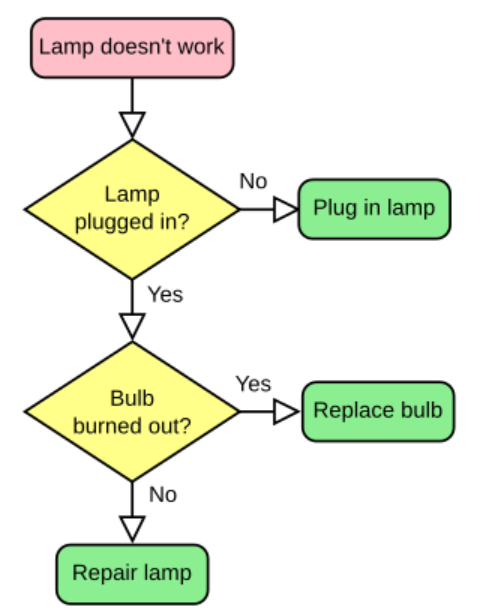 Lamp doesn't work
Lamp
plugged in?
No
Plug in lamp
Yes
Bulb
burned out?
Yes
Replace bulb
No
Repair lamp